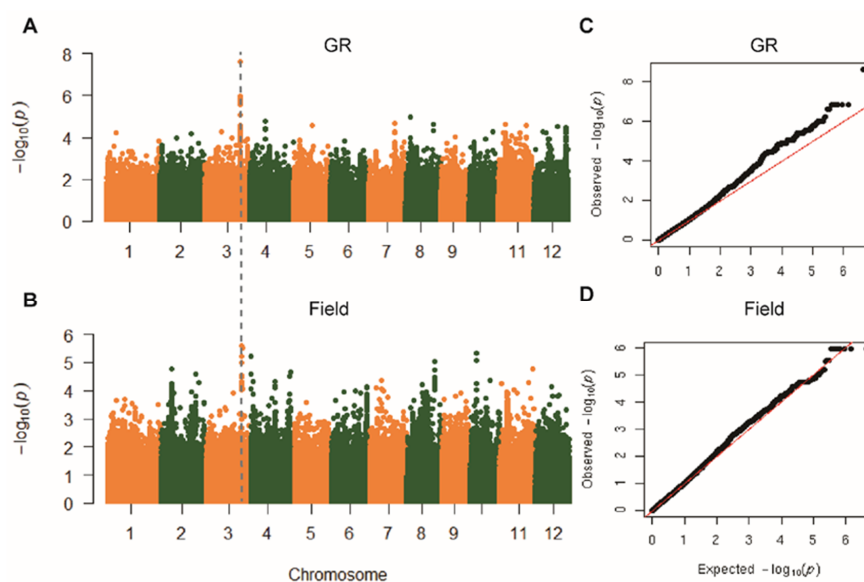 A
GR
8
6
4
2
0
-log10(p)
1 2 3 4 5 6 7 8 9 11 12
B
Field
6
5
4
3
2
1
0
-log10(p)
1 2 3 4 5 6 7 8 9 11 12
Chromosome
C
GR
8
6
4
2
0
Observed -log10(p)
0 1 2 3 4 5 6
D
Field
6
5
4
3
2
1
0
Observed -log10(p)
0 1 2 3 4 5 6
Expected -log10(p)